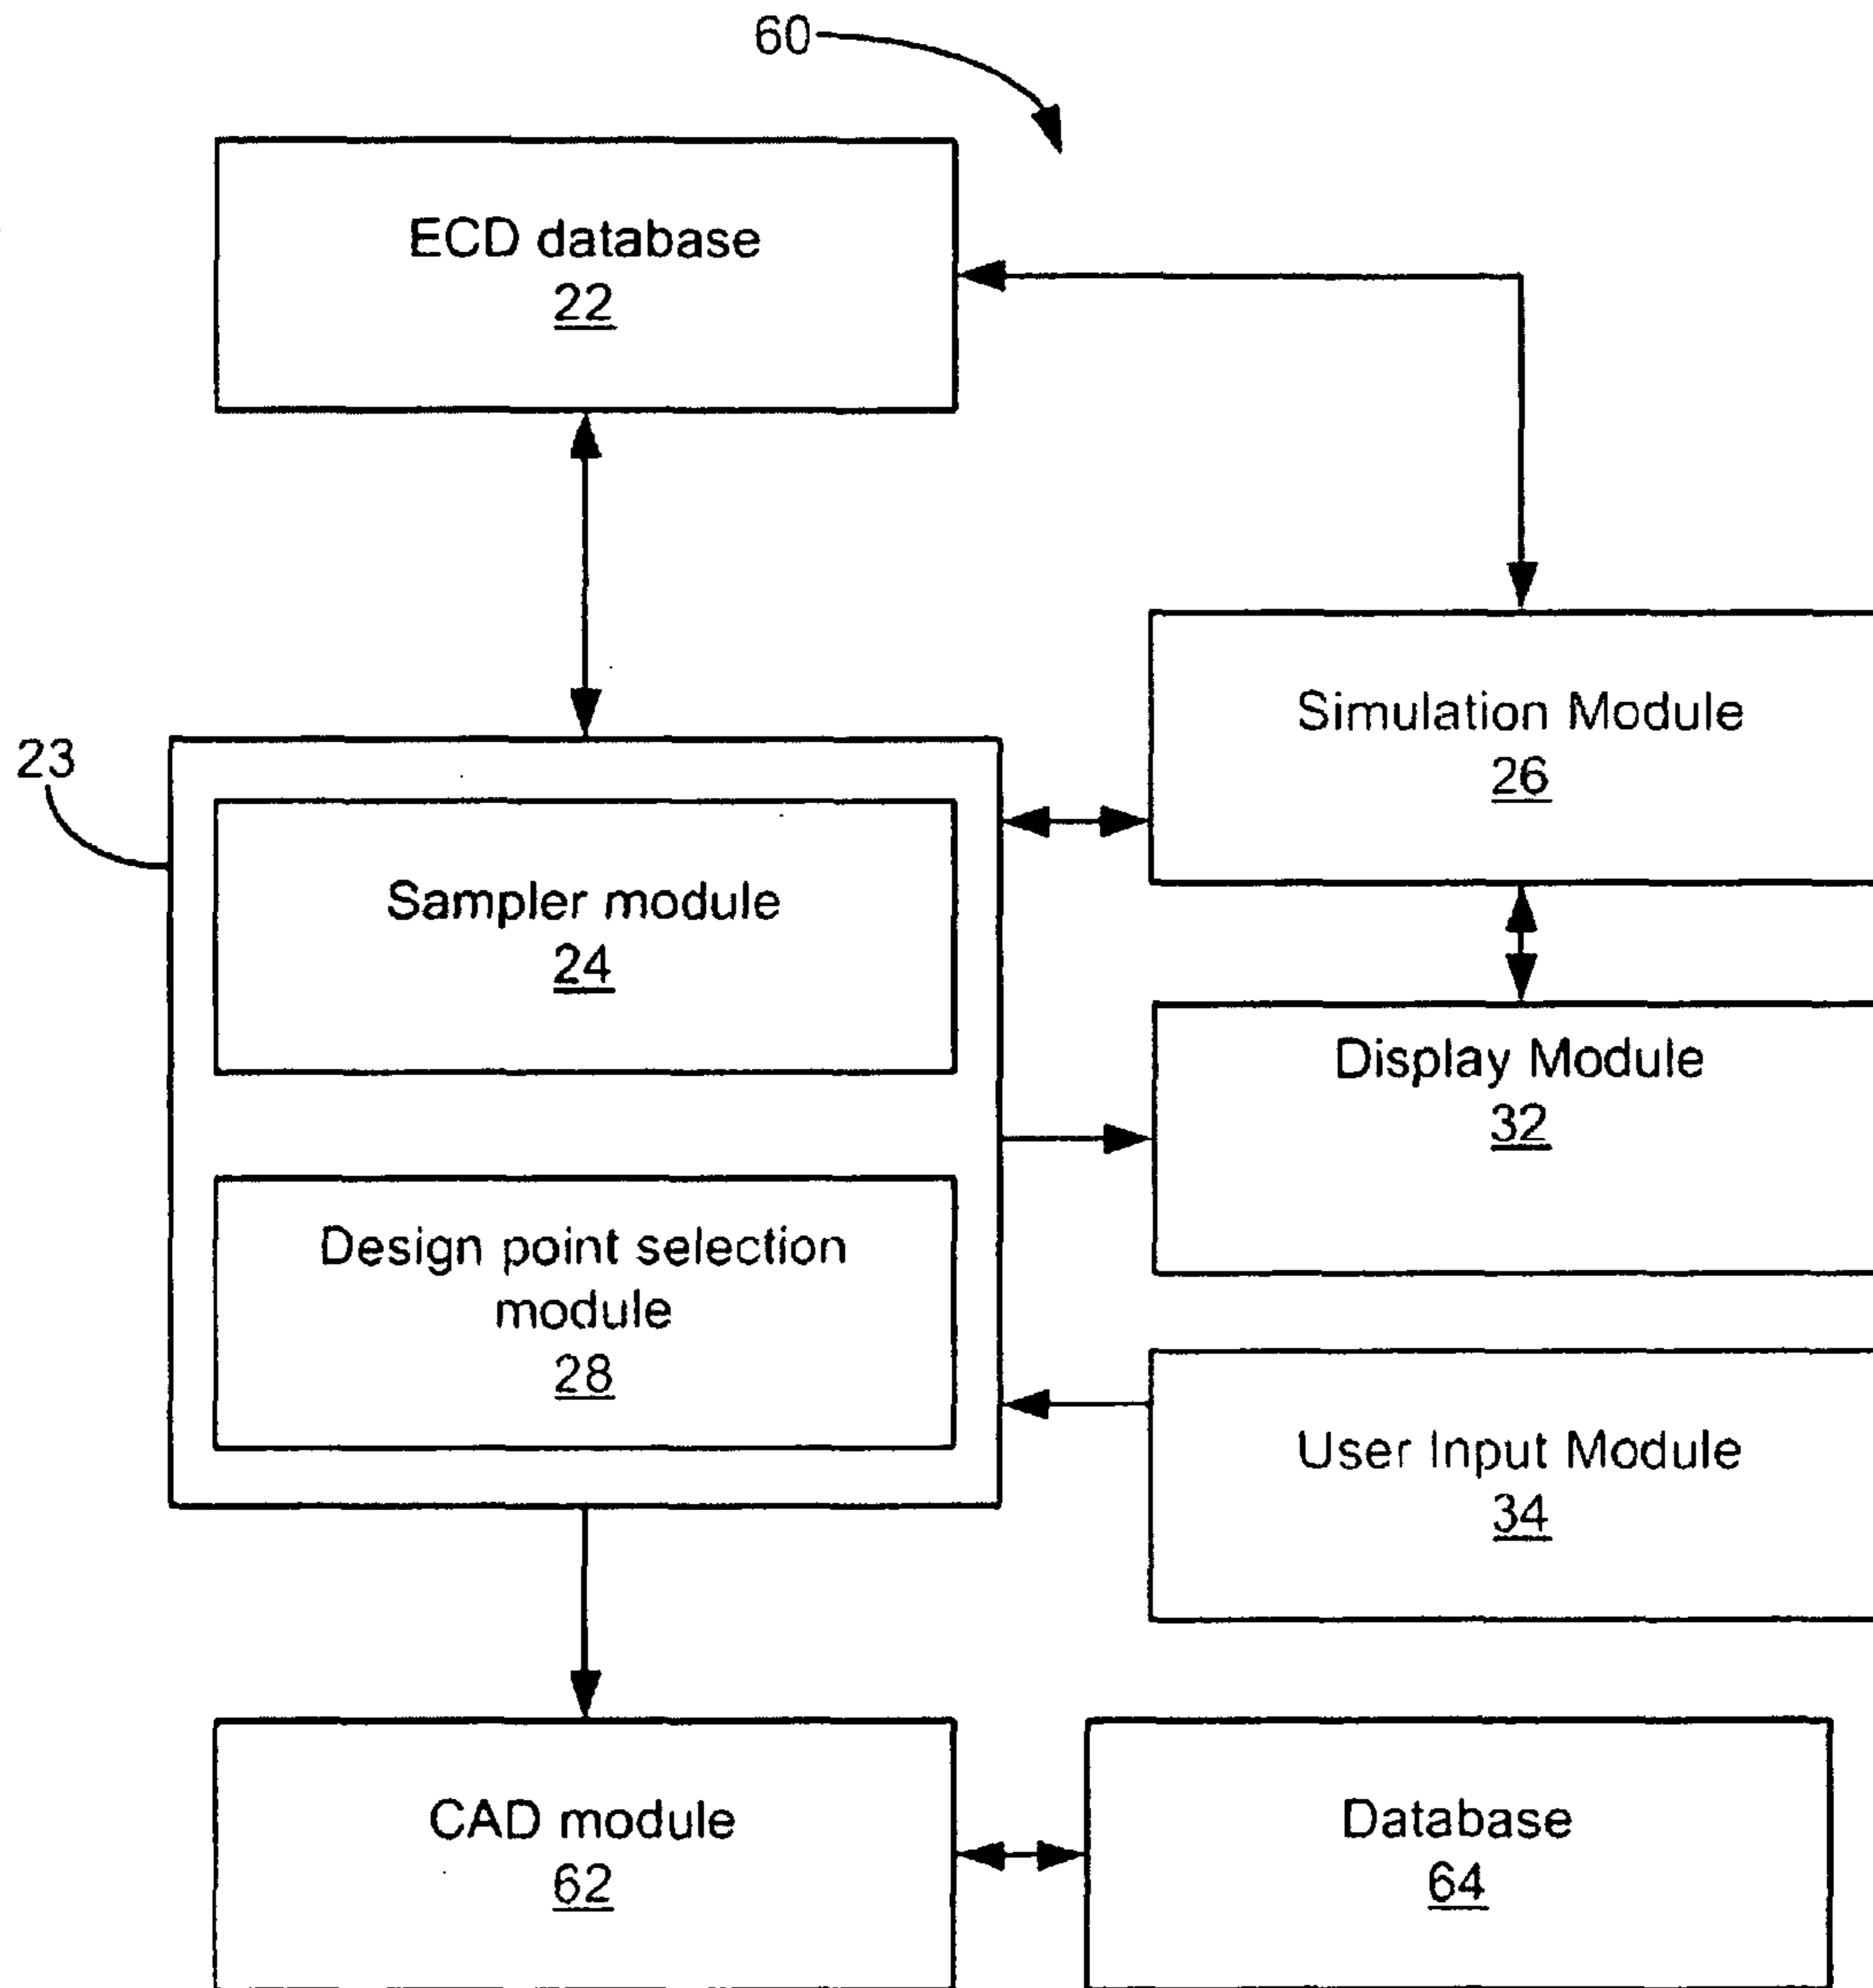 60
ECD database
22
Simulation Module
26
23
Sampler module
24
Display Module
32
Design point selection
module
28
User Input Module
34
CAD module
62
Database
64